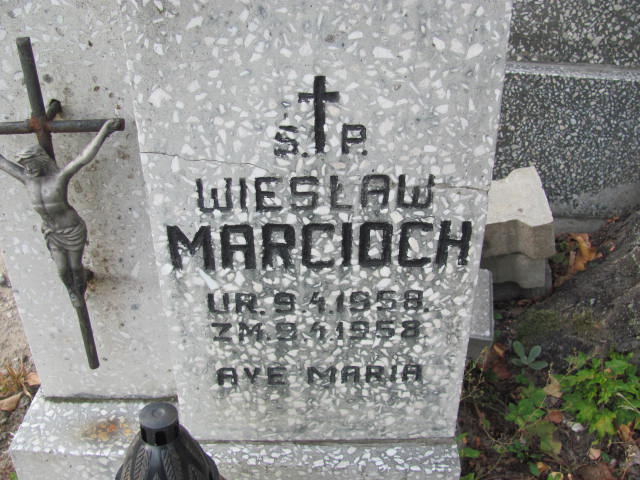 Ś. P.
WIESŁAW
MARCIOCH
UR. 9.4.1958.
ZM. 9.4.1958.
AVE MARIA